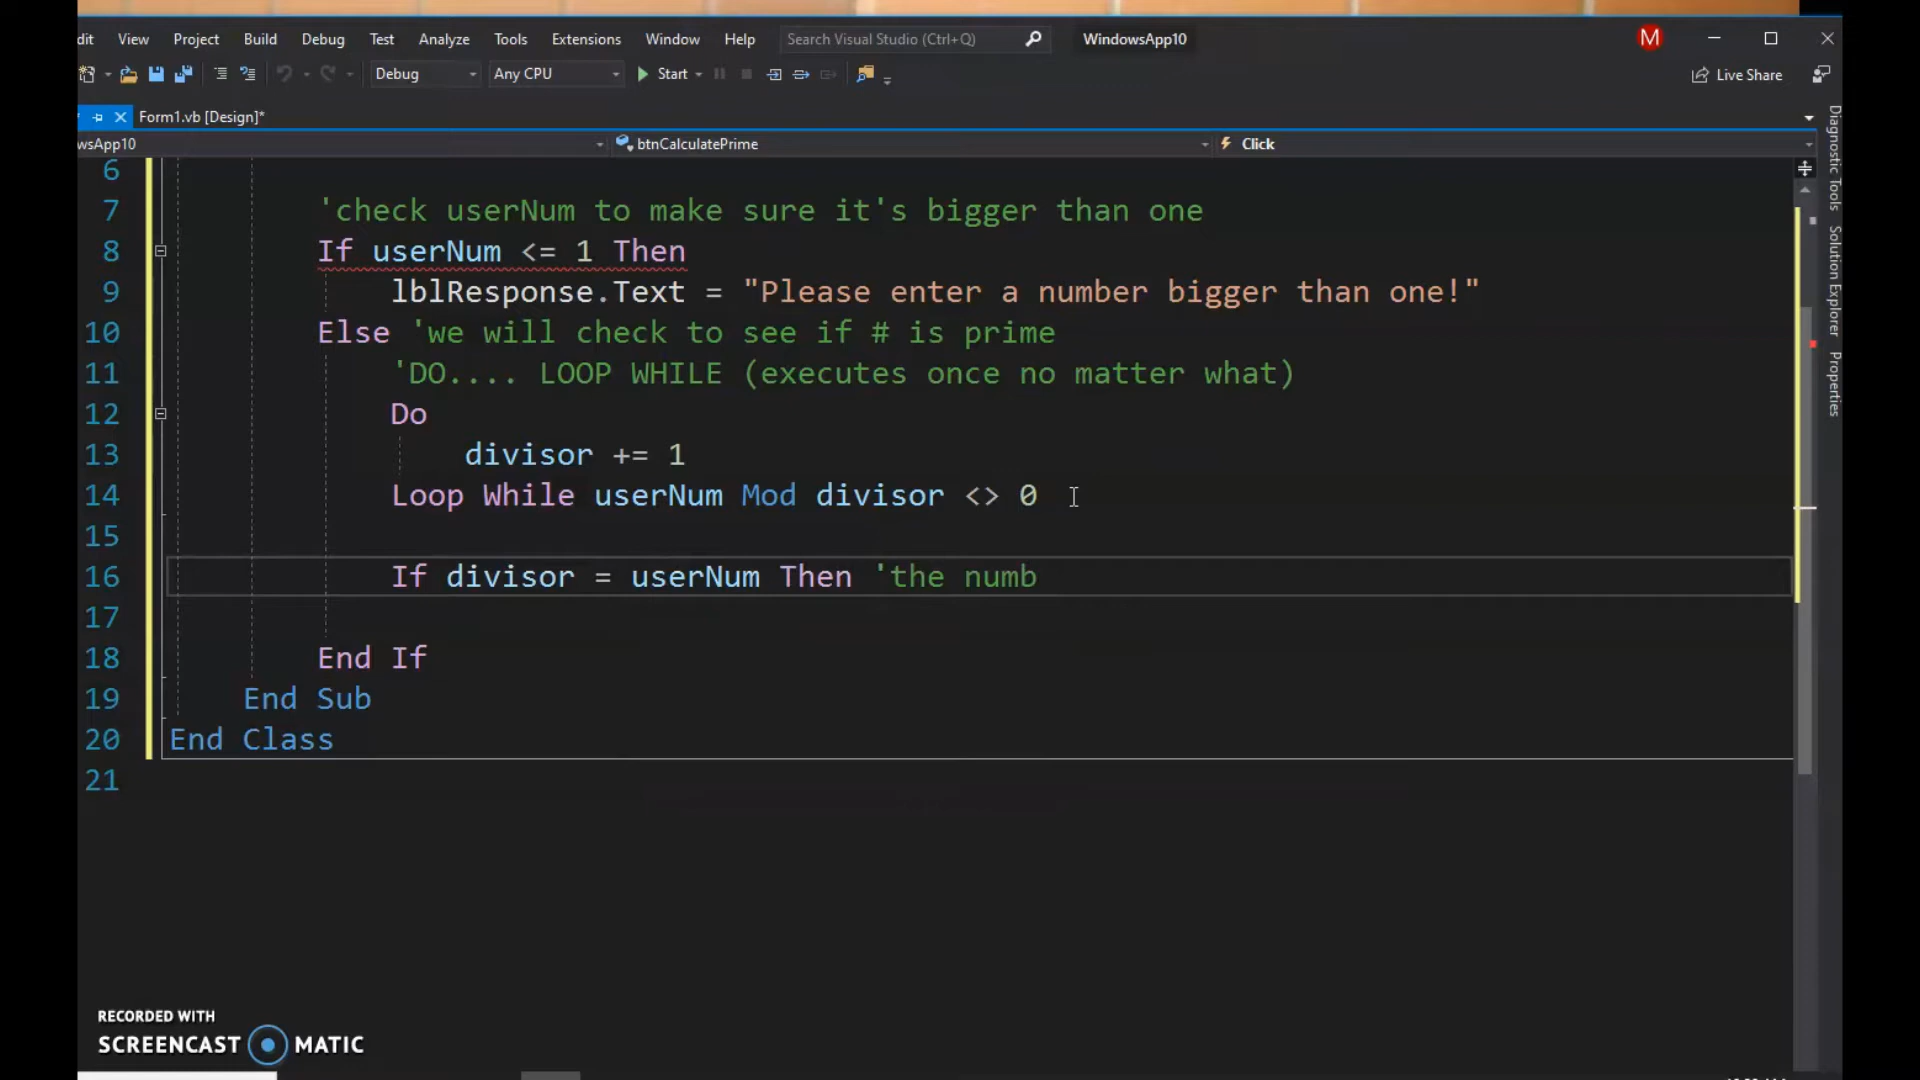 dit View Project Build Debug Test Analyze Tools Extensions Window Help Search Visual Studio (Ctrl+Q) WindowsApp10 M
Debug Any CPU Start Live Share
Form1.vb [Design]*
wsApp10 btnCalculatePrime Click
6
7 'check userNum to make sure it's bigger than one
8 If userNum <= 1 Then
9 lblResponse.Text = "Please enter a number bigger than one!"
10 Else 'we will check to see if # is prime
11 'DO.... LOOP WHILE (executes once no matter what)
12 Do
13 divisor += 1
14 Loop While userNum Mod divisor <> 0
15
16 If divisor = userNum Then 'the numb
17
18 End If
19 End Sub
20 End Class
21
Diagnostic Tools
Solution Explorer
Properties
RECORDED WITH
SCREENCAST MATIC